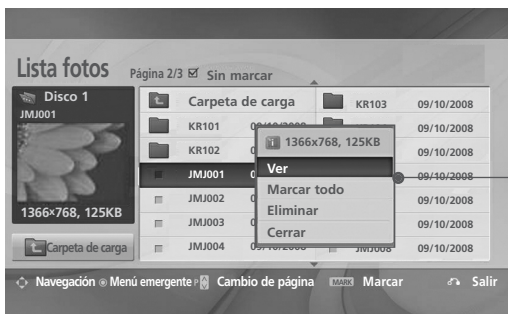 Lista fotos Página 2/3 Sin marcar
Disco 1
JMJ001
1366x768, 125KB
Carpeta de carga
Carpeta de carga KR103 09/10/2008
KR101 09/10/2008
KR102 09/10/2008
JMJ001 09/10/2008
JMJ002 09/10/2008
JMJ003 09/10/2008
JMJ004 JMJ008 09/10/2008
1366x768, 125KB
Ver
Marcar todo
Eliminar
Cerrar
Navegación Menú emergente P Cambio de página MARK Marcar Salir